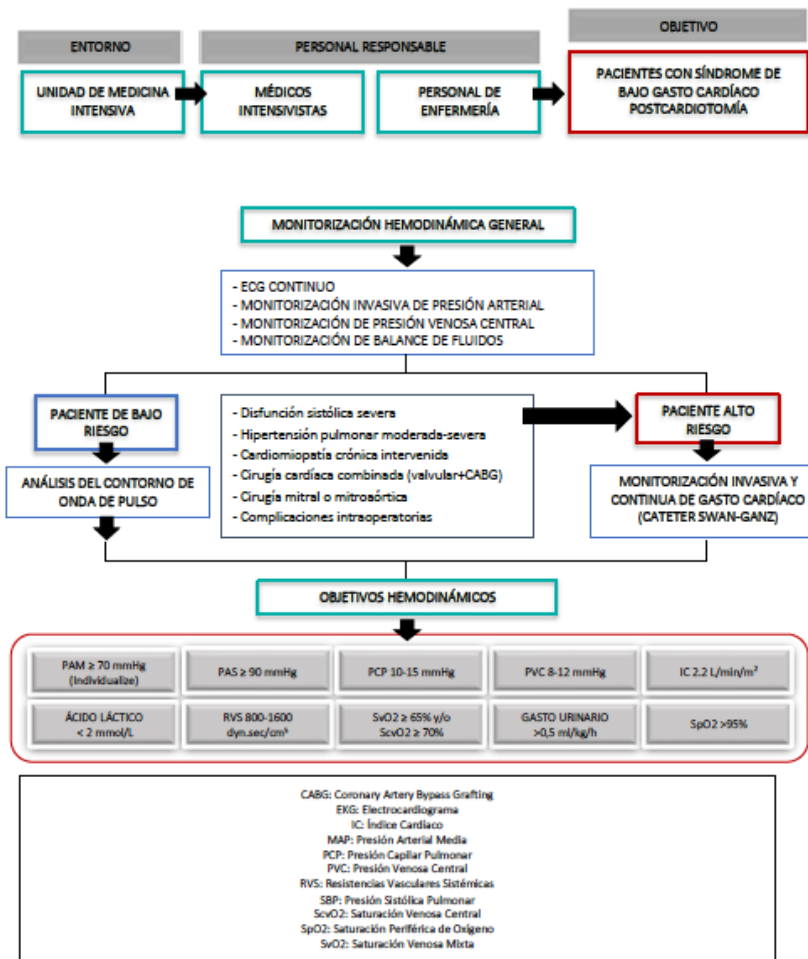 ENTORNO
PERSONAL RESPONSABLE
OBJETIVO
UNIDAD DE MEDICINA
INTENSIVA
MÉDICOS
INTENSIVISTAS
PERSONAL DE
ENFERMERÍA
PACIENTES CON SÍNDROME DE
BAJO GASTO CARDÍACO
POSTCARDIOTOMÍA
MONITORIZACIÓN HEMODINÁMICA GENERAL
- ECG CONTINUO
- MONITORIZACIÓN INVASIVA DE PRESIÓN ARTERIAL
- MONITORIZACIÓN DE PRESIÓN VENOSA CENTRAL
- MONITORIZACIÓN DE BALANCE DE FLUIDOS
PACIENTE DE BAJO
RIESGO
ANÁLISIS DEL CONTORNO DE
ONDA DE PULSO
- Disfunción sistólica severa
- Hipertensión pulmonar moderada-severa
- Cardiomiopatía crónica intervenida
- Cirugía cardíaca combinada (valvular+CABG)
- Cirugía mitral o mitroaórtica
- Complicaciones intraoperatorias
PACIENTE ALTO
RIESGO
MONITORIZACIÓN INVASIVA Y
CONTINUA DE GASTO CARDÍACO
(CATETER SWAN-GANZ)
OBJETIVOS HEMODINÁMICOS
PAM ≥ 70 mmHg
(Individualize)
PAS ≥ 90 mmHg
PCP 10-15 mmHg
PVC 8-12 mmHg
IC 2.2 L/min/m²
ÁCIDO LÁCTICO
< 2 mmol/L
RVS 800-1600
dyn.sec/cm⁵
SvO2 ≥ 65% y/o
ScvO2 ≥ 70%
GASTO URINARIO
>0,5 ml/kg/h
SpO2 >95%
CABG: Coronary Artery Bypass Grafting
EKG: Electrocardiograma
IC: Índice Cardíaco
MAP: Presión Arterial Media
PCP: Presión Capilar Pulmonar
PVC: Presión Venosa Central
RVS: Resistencias Vasculares Sistémicas
SBP: Presión Sistólica Pulmonar
ScvO2: Saturación Venosa Central
SpO2: Saturación Periférica de Oxígeno
SvO2: Saturación Venosa Mixta